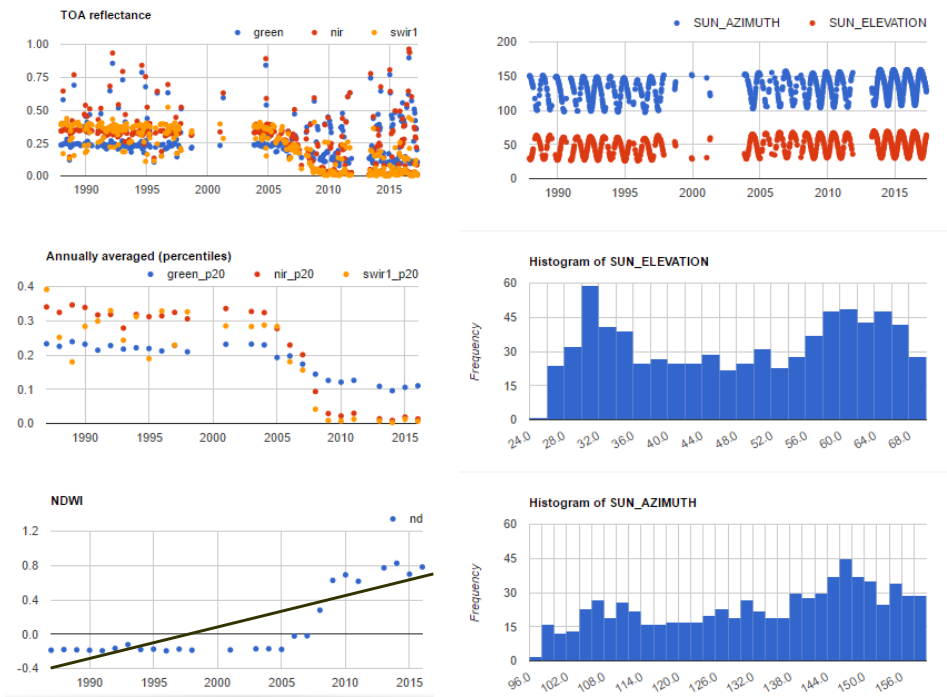 TOA reflectance
green nir swir1
1.00
0.75
0.50
0.25
0.00
1990 1995 2000 2005 2010 2015
SUN_AZIMUTH SUN_ELEVATION
200
150
100
50
0
1990 1995 2000 2005 2010 2015
Annually averaged (percentiles)
green_p20 nir_p20 swir1_p20
0.4
0.3
0.2
0.1
0.0
1990 1995 2000 2005 2010 2015
Histogram of SUN_ELEVATION
Frequency
60
45
30
15
0
24.0 28.0 32.0 36.0 40.0 44.0 48.0 52.0 56.0 60.0 64.0 68.0
NDWI
nd
1.2
0.8
0.4
0.0
-0.4
1990 1995 2000 2005 2010 2015
Histogram of SUN_AZIMUTH
Frequency
60
45
30
15
0
96.0 102.0 108.0 114.0 120.0 126.0 132.0 138.0 144.0 150.0 156.0